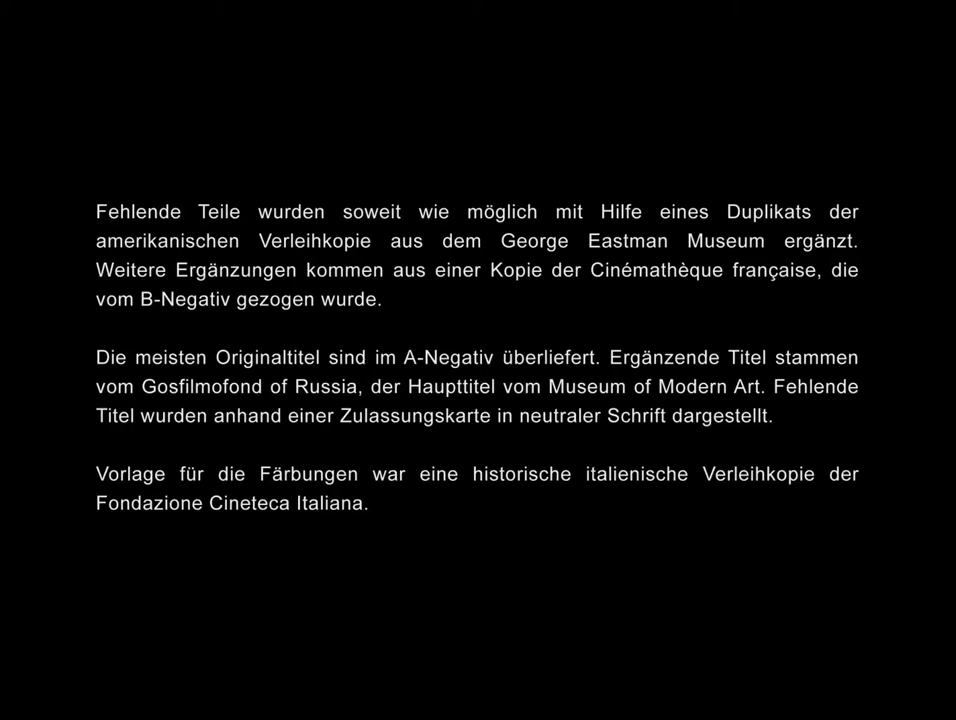 Fehlende Teile wurden soweit wie möglich mit Hilfe eines Duplikats der
amerikanischen Verleihkopie aus dem George Eastman Museum ergänzt.
Weitere Ergänzungen kommen aus einer Kopie der Cinémathèque française, die
vom B-Negativ gezogen wurde.
Die meisten Originaltitel sind im A-Negativ überliefert. Ergänzende Titel stammen
vom Gosfilmofond of Russia, der Haupttitel vom Museum of Modern Art. Fehlende
Titel wurden anhand einer Zulassungskarte in neutraler Schrift dargestellt.
Vorlage für die Färbungen war eine historische italienische Verleihkopie der
Fondazione Cineteca Italiana.